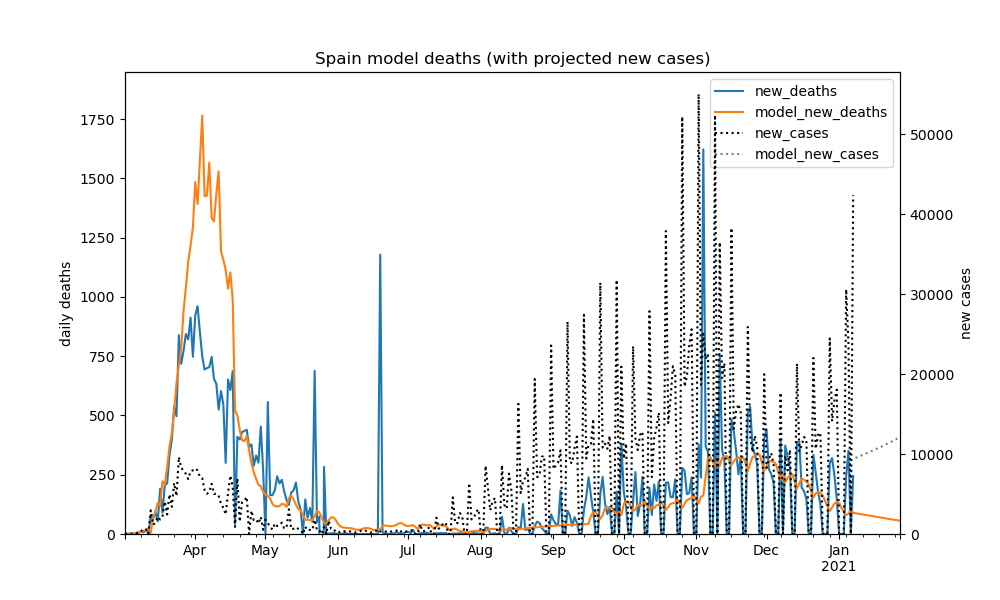 Spain model deaths (with projected new cases)
new_deaths
model_new_deaths
new_cases
model_new_cases
1750
1500
1250
1000
750
500
250
0
daily deaths
50000
40000
30000
20000
10000
0
new cases
Apr May Jun Jul Aug Sep Oct Nov Dec Jan
2021